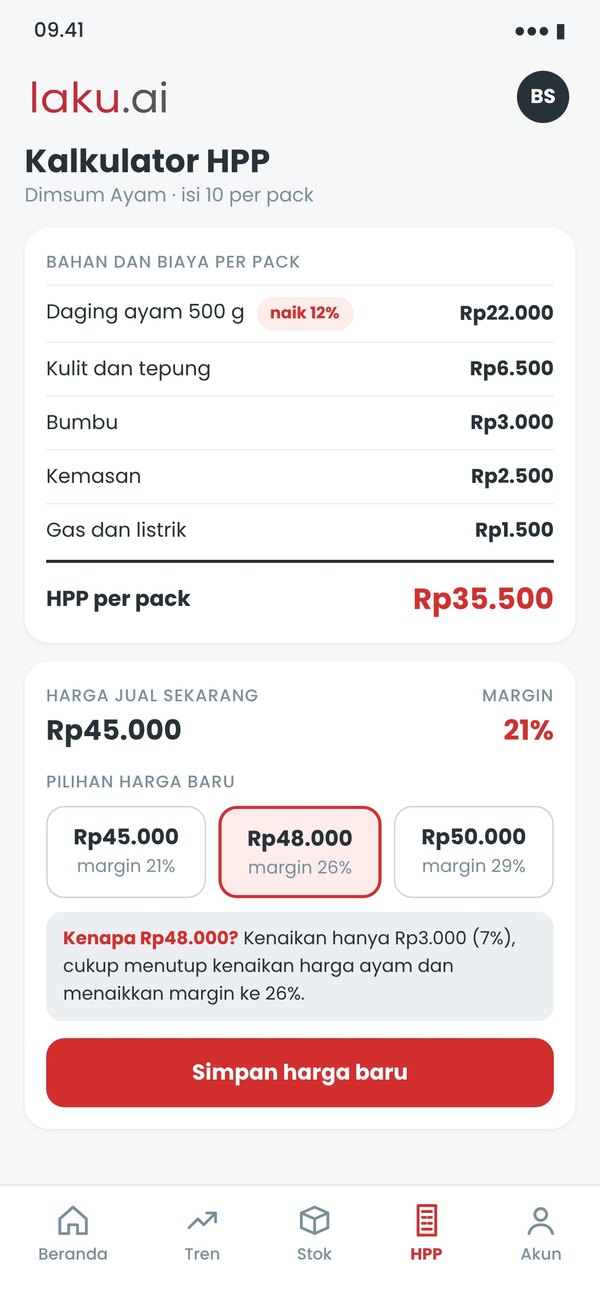 09.41
laku.ai
BS
Kalkulator HPP
Dimsum Ayam · isi 10 per pack
BAHAN DAN BIAYA PER PACK
Daging ayam 500 g naik 12% Rp22.000
Kulit dan tepung Rp6.500
Bumbu Rp3.000
Kemasan Rp2.500
Gas dan listrik Rp1.500
HPP per pack Rp35.500
HARGA JUAL SEKARANG MARGIN
Rp45.000 21%
PILIHAN HARGA BARU
Rp45.000 Rp48.000 Rp50.000
margin 21% margin 26% margin 29%
Kenapa Rp48.000? Kenaikan hanya Rp3.000 (7%),
cukup menutup kenaikan harga ayam dan
menaikkan margin ke 26%.
Simpan harga baru
Beranda Tren Stok HPP Akun